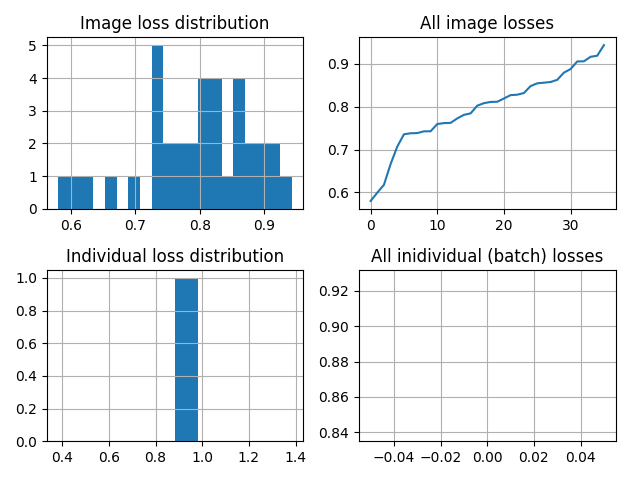 Image loss distribution
5
4
3
2
1
0
0.6 0.7 0.8 0.9
All image losses
0.9
0.8
0.7
0.6
0 10 20 30
Individual loss distribution
1.0
0.8
0.6
0.4
0.2
0.0
0.4 0.6 0.8 1.0 1.2 1.4
All inidividual (batch) losses
0.92
0.90
0.88
0.86
0.84
−0.04 −0.02 0.00 0.02 0.04